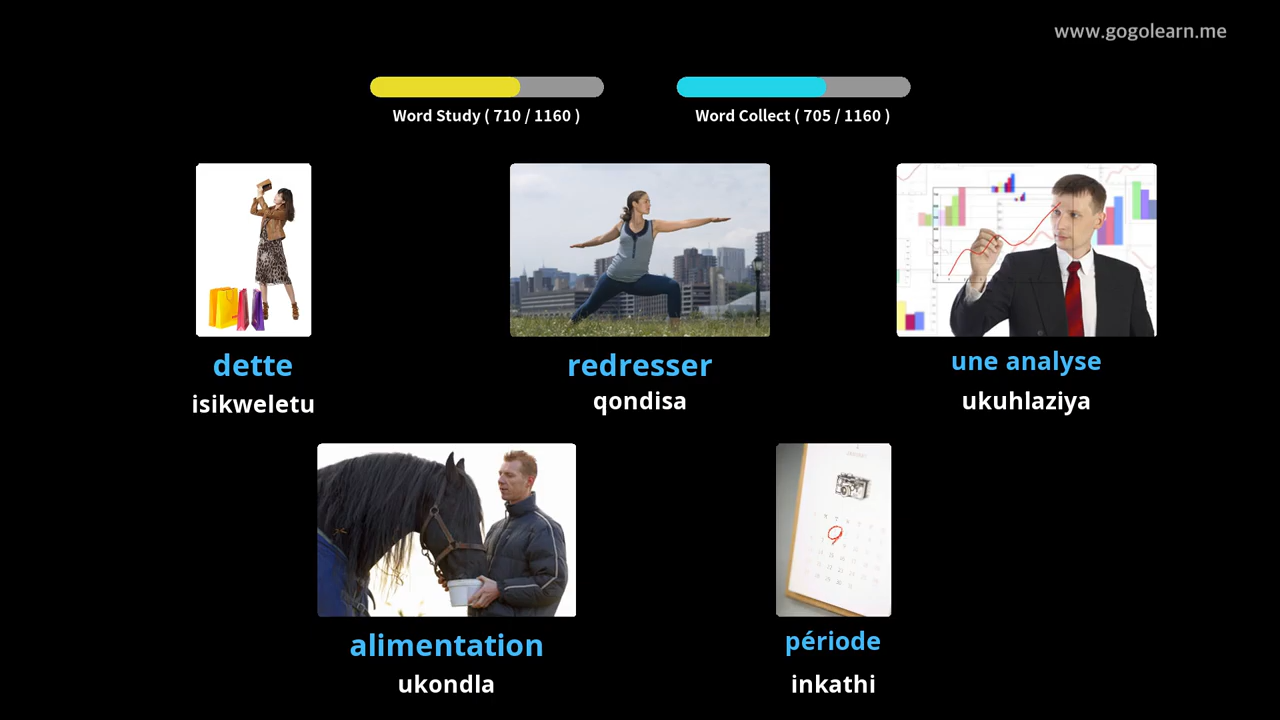 www.gogolearn.me
Word Study ( 710 / 1160 )
Word Collect ( 705 / 1160 )
dette
isikweletu
redresser
qondisa
une analyse
ukuhlaziya
alimentation
ukondla
période
inkathi